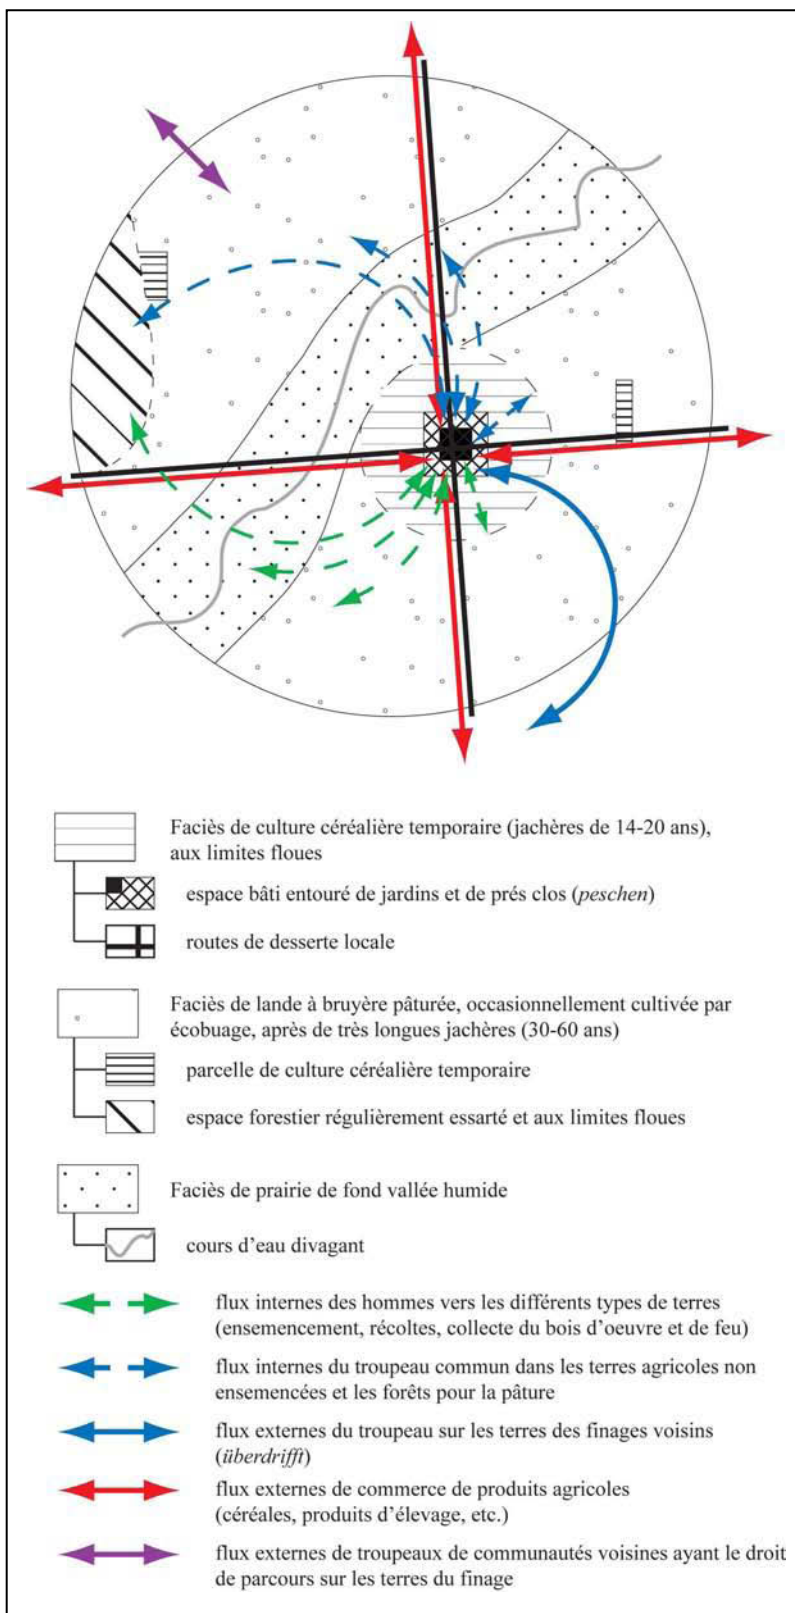 Faciès de culture céréalière temporaire (jachères de 14-20 ans),
aux limites floues
espace bâti entouré de jardins et de prés clos (peschen)
routes de desserte locale
Faciès de lande à bruyère pâturée, occasionnellement cultivée par
écobuage, après de très longues jachères (30-60 ans)
parcelle de culture céréalière temporaire
espace forestier régulièrement essarté et aux limites floues
Faciès de prairie de fond vallée humide
cours d'eau divagant
flux internes des hommes vers les différents types de terres
(ensemencement, récoltes, collecte du bois d'oeuvre et de feu)
flux internes du troupeau commun dans les terres agricoles non
ensemencées et les forêts pour la pâture
flux externes du troupeau sur les terres des finages voisins
(überdrifft)
flux externes de commerce de produits agricoles
(céréales, produits d'élevage, etc.)
flux externes de troupeaux de communautés voisines ayant le droit
de parcours sur les terres du finage